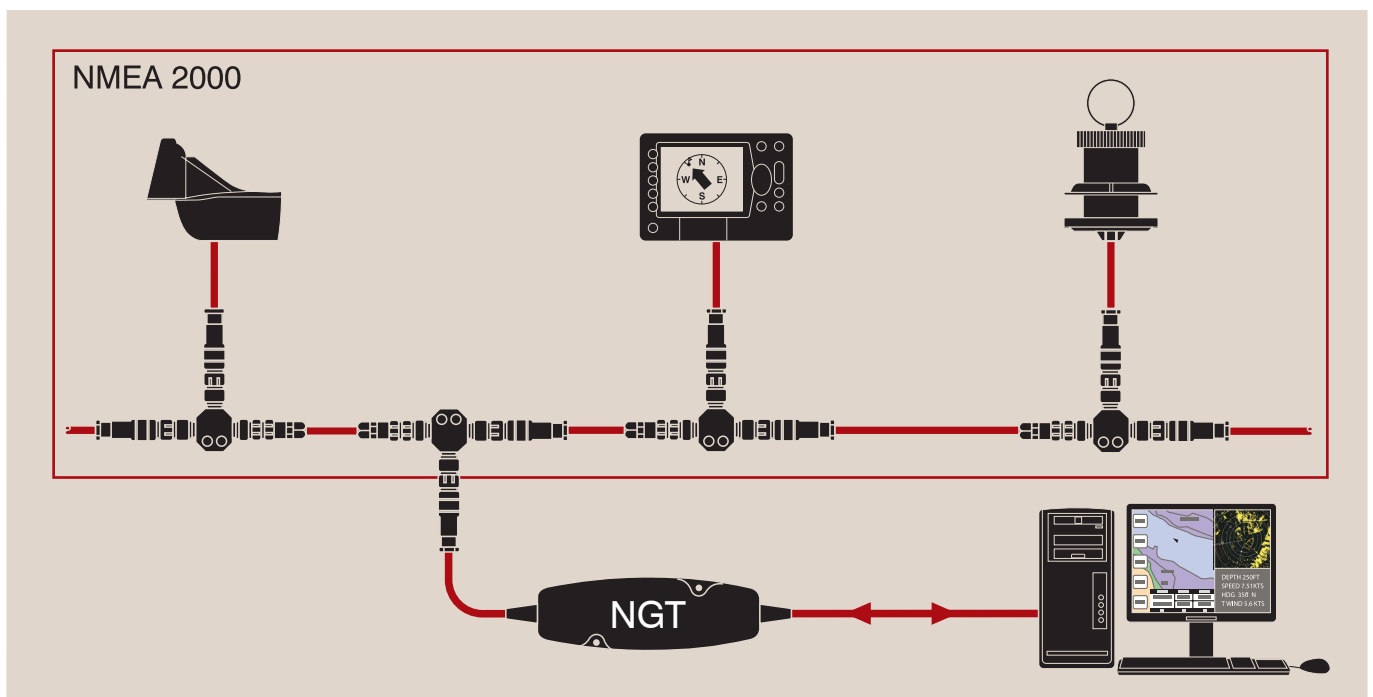 NMEA 2000
N
W E
S
NGT
DEPTH 250FT
SPEED 7.51KTS
HDG 350 N
T WIND 5.6 KTS